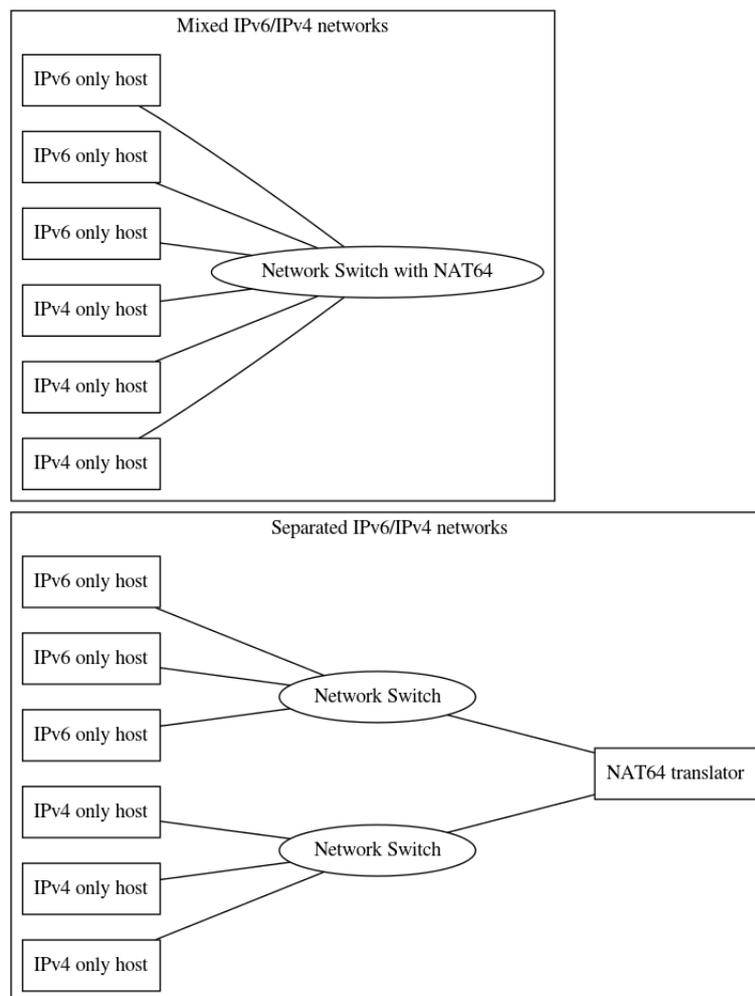 Mixed IPv6/IPv4 networks
IPv6 only host
IPv6 only host
IPv6 only host
Network Switch with NAT64
IPv4 only host
IPv4 only host
IPv4 only host
Separated IPv6/IPv4 networks
IPv6 only host
IPv6 only host
Network Switch
IPv6 only host
NAT64 translator
IPv4 only host
Network Switch
IPv4 only host
IPv4 only host